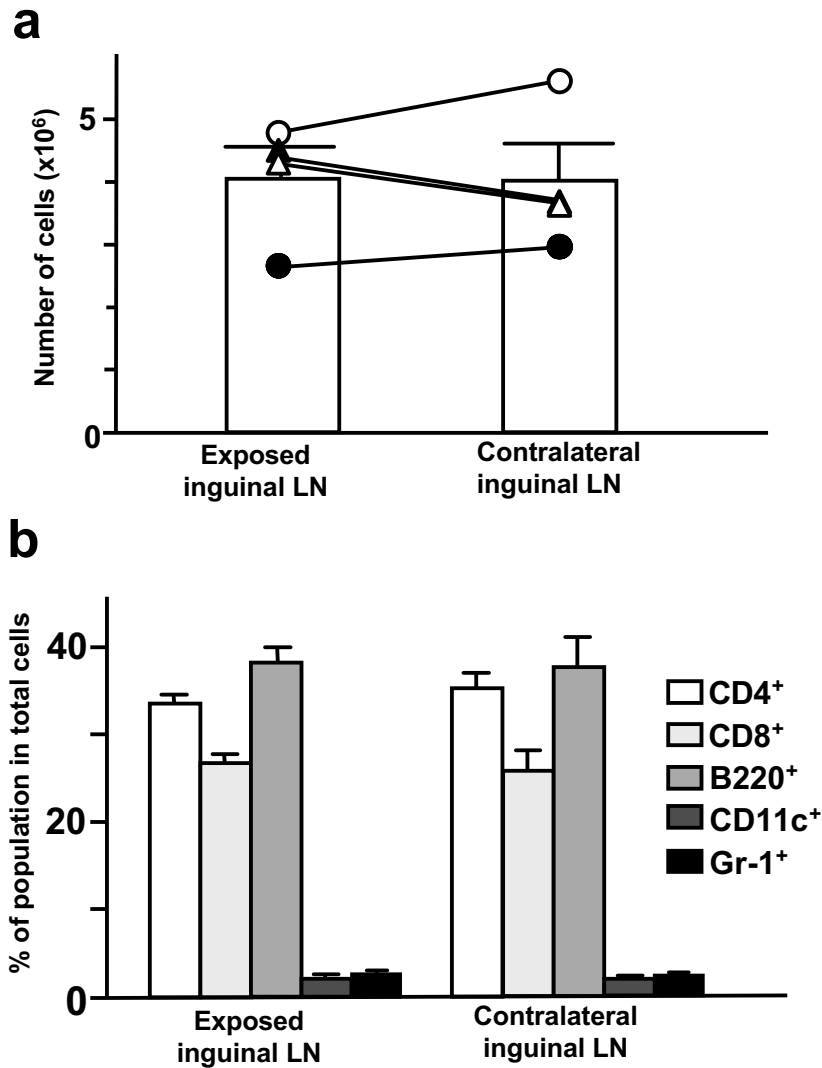 a
Number of cells (x10⁶)
5
0
Exposed
inguinal LN
Contralateral
inguinal LN
b
% of population in total cells
40
20
0
Exposed
inguinal LN
Contralateral
inguinal LN
CD4⁺
CD8⁺
B220⁺
CD11c⁺
Gr-1⁺